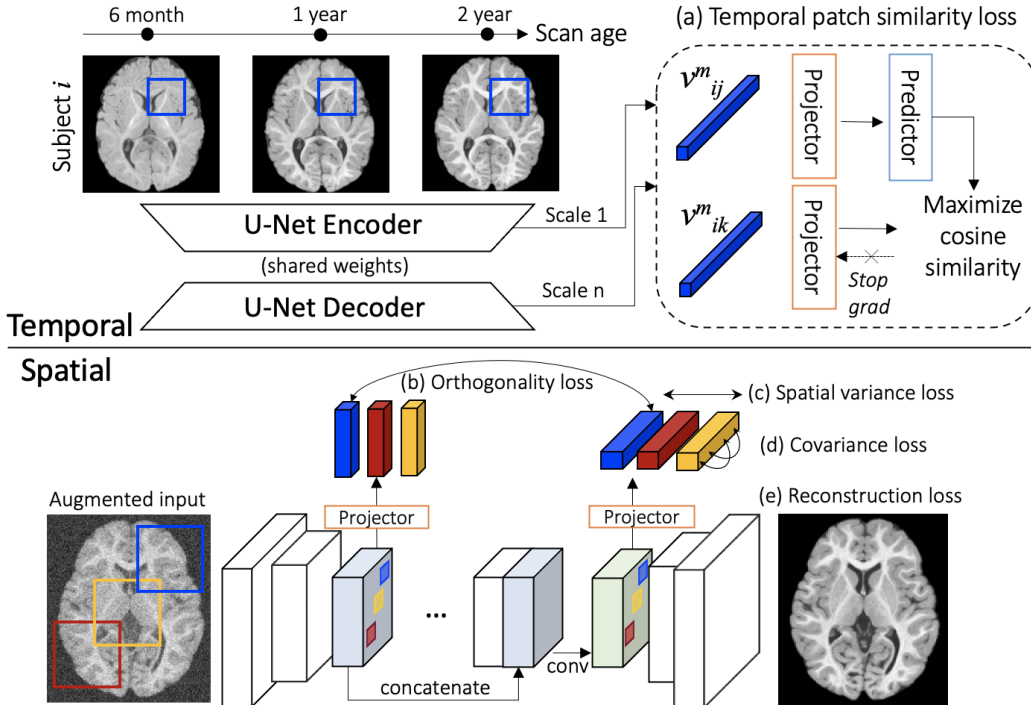 6 month
1 year
2 year
Scan age
Subject i
U-Net Encoder
(shared weights)
U-Net Decoder
Scale 1
Scale n
(a) Temporal patch similarity loss
v^m_ij
Projector
Predictor
v^m_ik
Projector
Maximize
cosine
similarity
Stop
grad
Temporal
Spatial
(b) Orthogonality loss
(c) Spatial variance loss
(d) Covariance loss
Augmented input
Projector
Projector
(e) Reconstruction loss
...
concatenate
conv